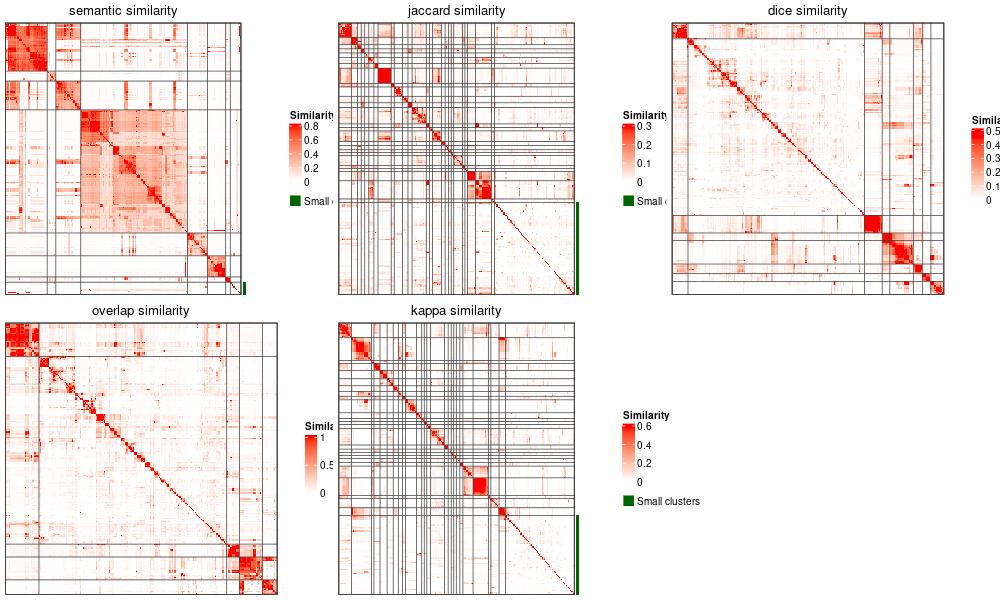 semantic similarity
Similarity
0.8
0.6
0.4
0.2
0
Small
jaccard similarity
Similarity
0.3
0.2
0.1
0
Small
dice similarity
0.5
0.4
0.3
0.2
0.1
0
overlap similarity
1
0.5
0
kappa similarity
Similarity
0.6
0.4
0.2
0
Small clusters